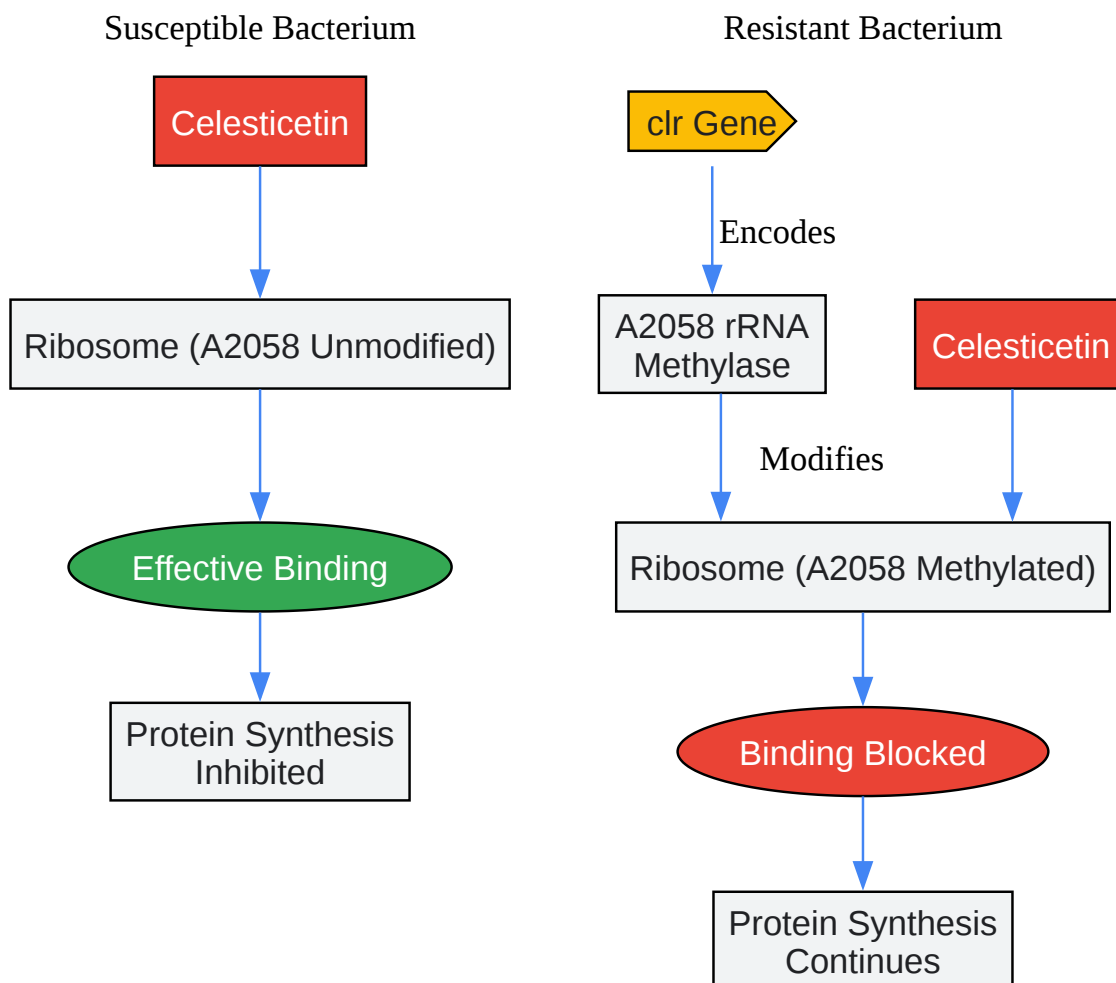 Susceptible Bacterium
Celesticetin
Ribosome (A2058 Unmodified)
Effective Binding
Protein Synthesis
Inhibited
Resistant Bacterium
clr Gene
Encodes
A2058 rRNA
Methylase
Celesticetin
Modifies
Ribosome (A2058 Methylated)
Binding Blocked
Protein Synthesis
Continues